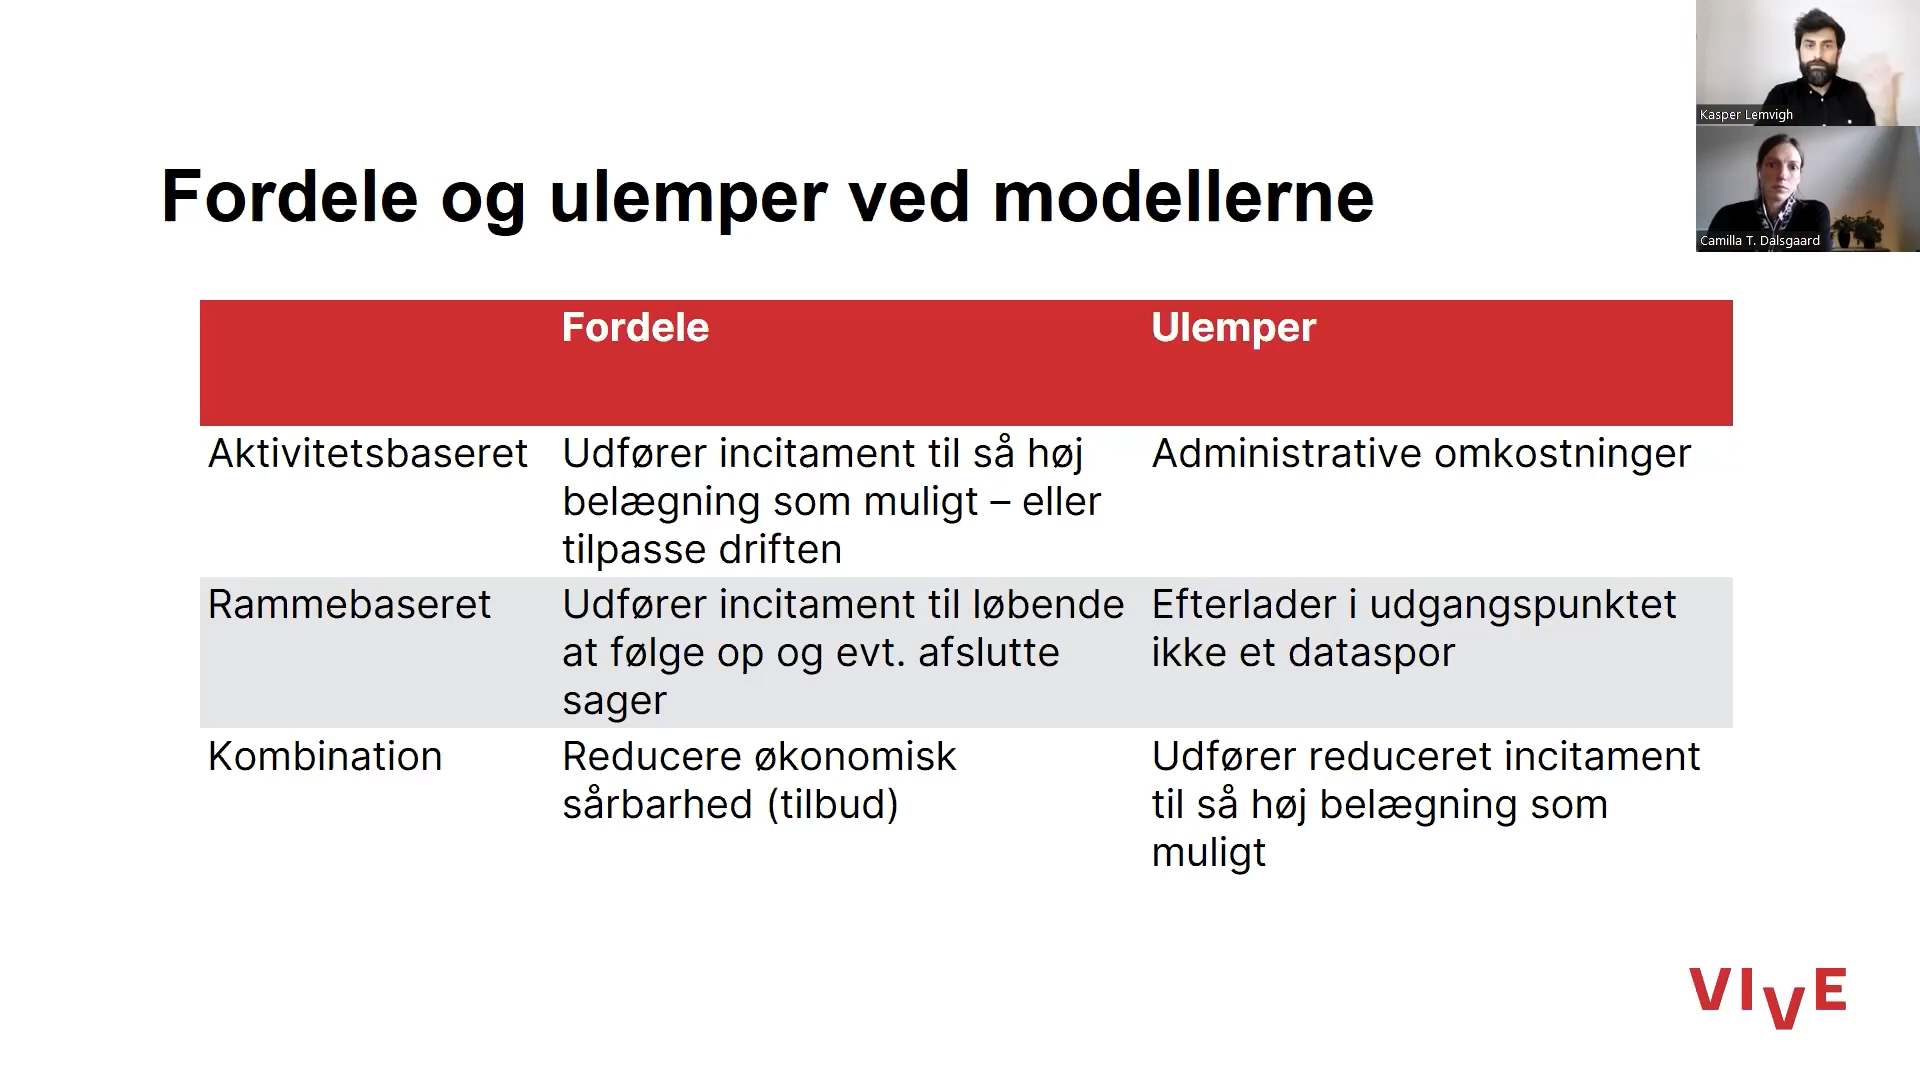 Kasper Lemvigh
Camilla T. Dalsgaard
Fordele og ulemper ved modellerne
Fordele
Ulemper
Aktivitetsbaseret
Udfører incitament til så høj
belægning som muligt – eller
tilpasse driften
Administrative omkostninger
Rammebaseret
Udfører incitament til løbende
at følge op og evt. afslutte
sager
Efterlader i udgangspunktet
ikke et dataspor
Kombination
Reducere økonomisk
sårbarhed (tilbud)
Udfører reduceret incitament
til så høj belægning som
muligt
VIVE